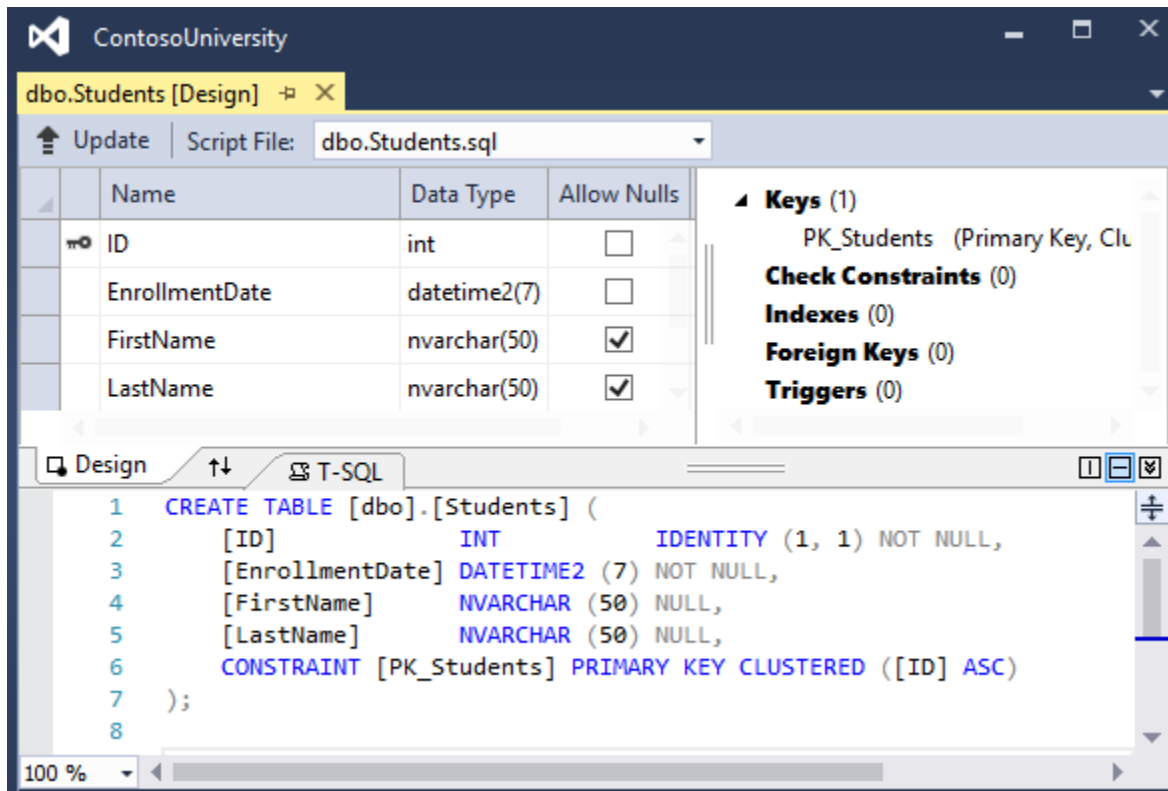 ContosoUniversity
dbo.Students [Design]
Update Script File: dbo.Students.sql
Name Data Type Allow Nulls
ID int
EnrollmentDate datetime2(7)
FirstName nvarchar(50)
LastName nvarchar(50)
Keys (1)
PK_Students (Primary Key, Clu
Check Constraints (0)
Indexes (0)
Foreign Keys (0)
Triggers (0)
Design T-SQL
1 CREATE TABLE [dbo].[Students] (
2 [ID] INT IDENTITY (1, 1) NOT NULL,
3 [EnrollmentDate] DATETIME2 (7) NOT NULL,
4 [FirstName] NVARCHAR (50) NULL,
5 [LastName] NVARCHAR (50) NULL,
6 CONSTRAINT [PK_Students] PRIMARY KEY CLUSTERED ([ID] ASC)
7 );
8
100 %